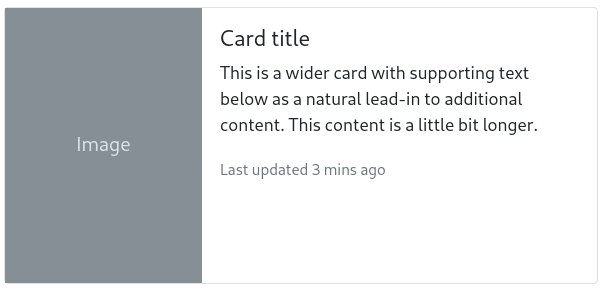 Image
Card title
This is a wider card with supporting text
below as a natural lead-in to additional
content. This content is a little bit longer.
Last updated 3 mins ago